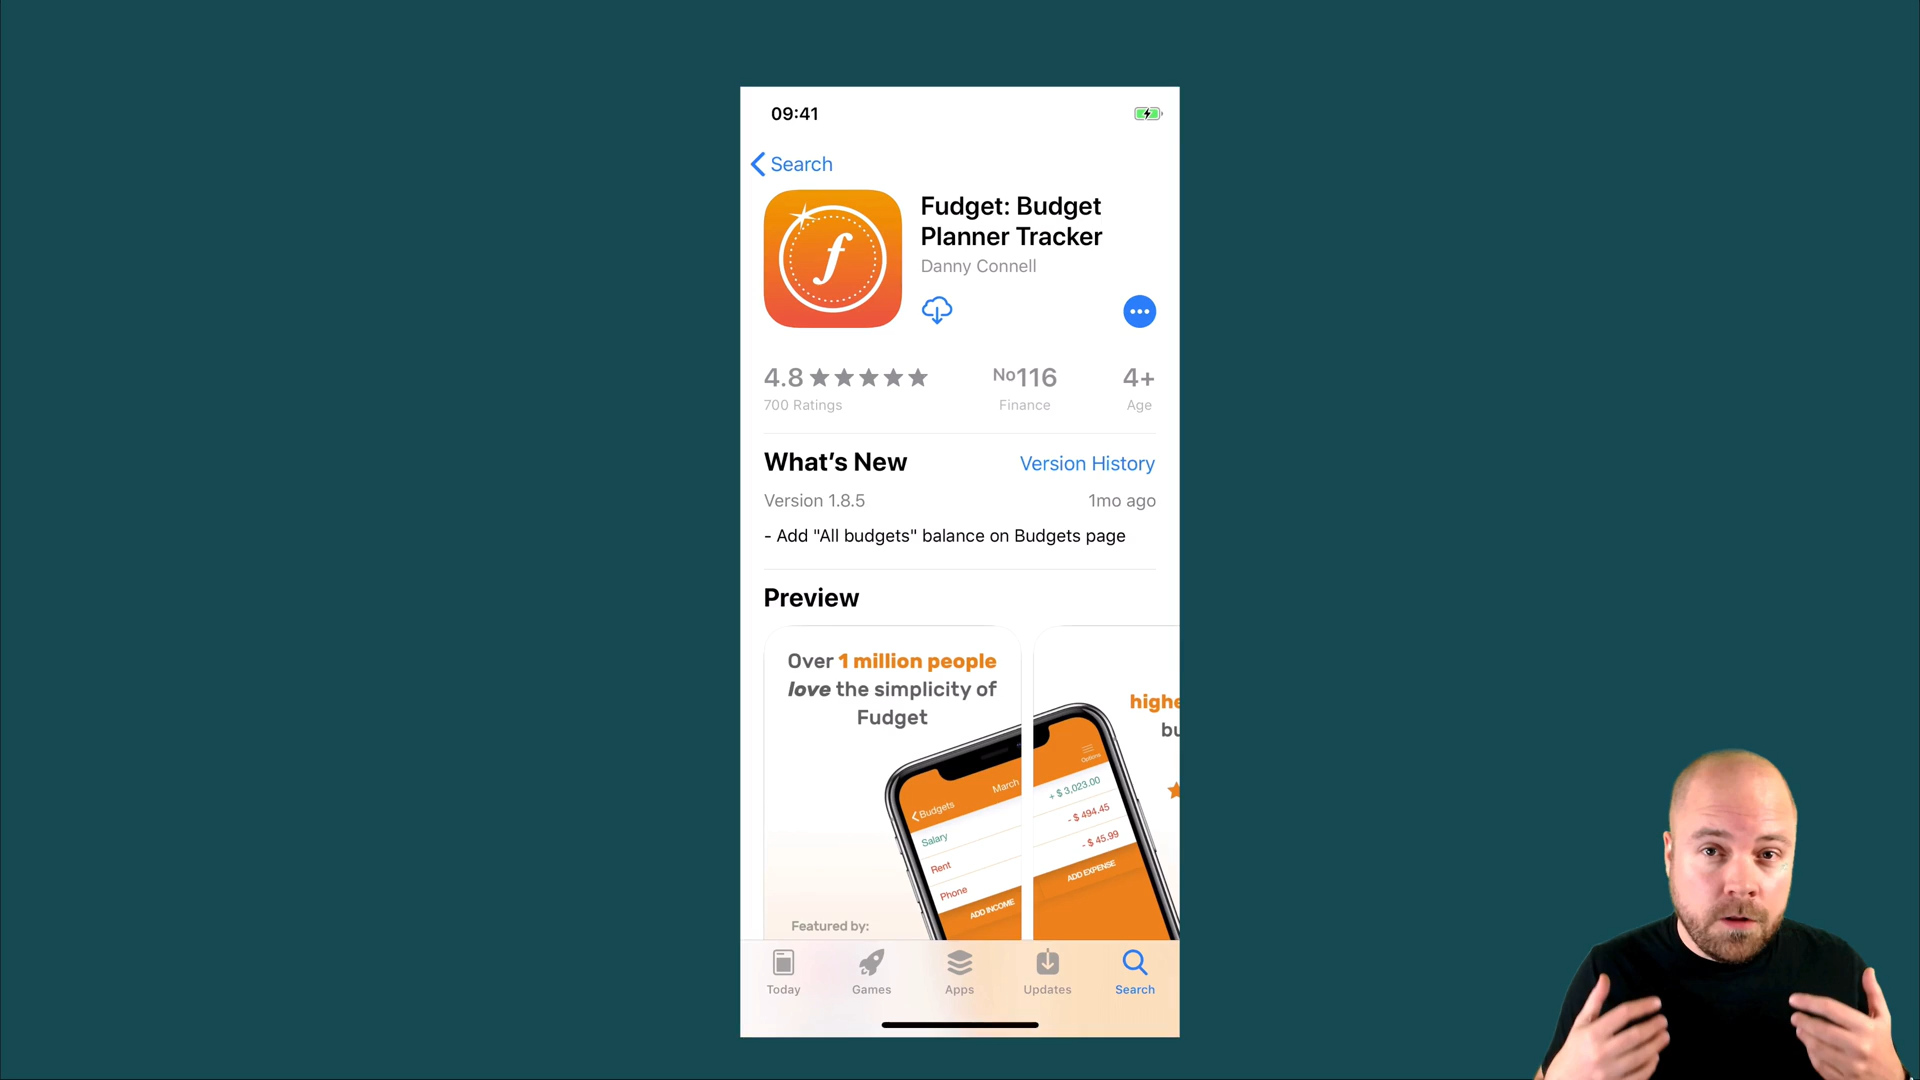 09:41
Search
f
Fudget: Budget
Planner Tracker
Danny Connell
4.8
700 Ratings
No116
Finance
4+
Age
What's New
Version History
Version 1.8.5
1mo ago
- Add "All budgets" balance on Budgets page
Preview
Over 1 million people
love the simplicity of
Fudget
highe
bu
Options
Budgets
March
Salary
+ $ 3,023.00
Rent
- $ 494.45
Phone
- $ 45.99
ADD INCOME
ADD EXPENSE
Featured by:
Today
Games
Apps
Updates
Search